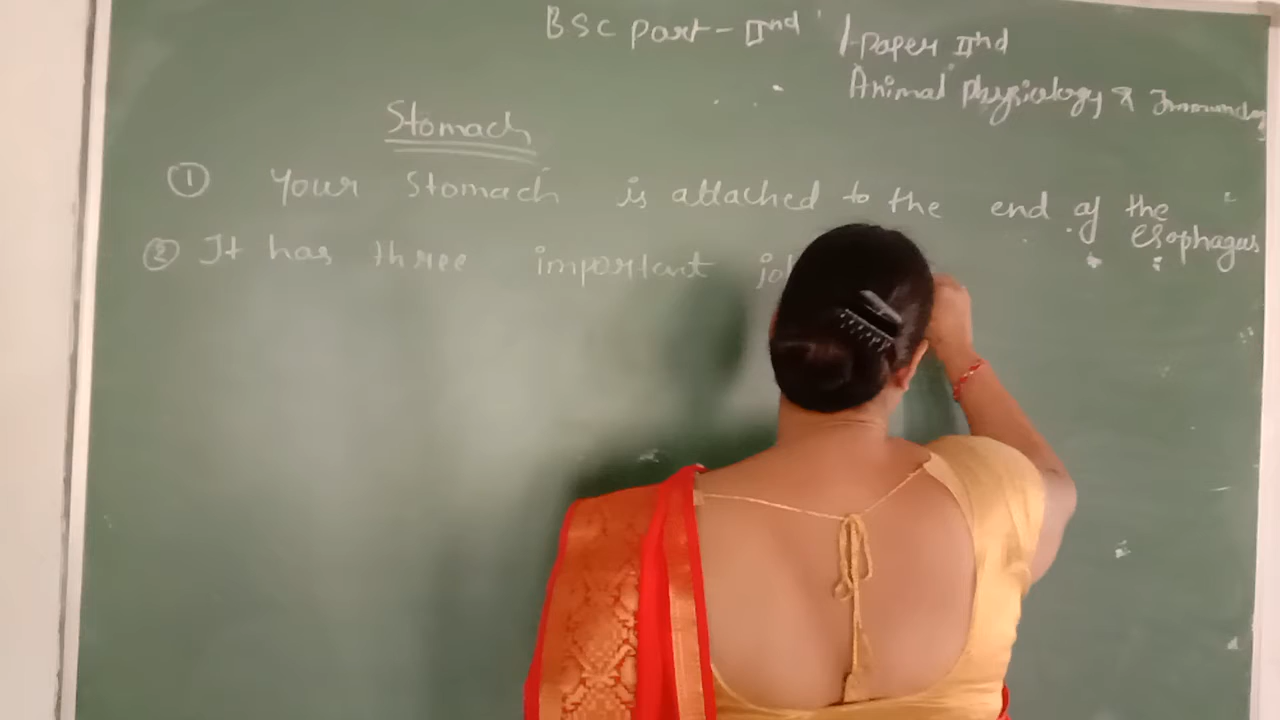 BSC Part - IInd / Paper IInd
Animal Physiology & Immunology
Stomach
① Your Stomach is attached to the end of the
esophagus
② It has three important